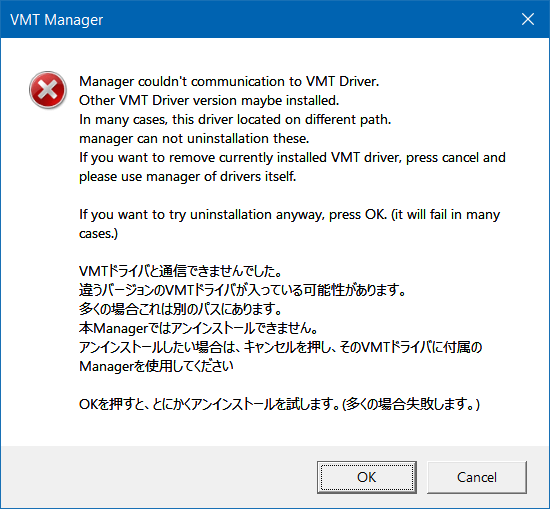 VMT Manager
Manager couldn't communication to VMT Driver.
Other VMT Driver version maybe installed.
In many cases, this driver located on different path.
manager can not uninstallation these.
If you want to remove currently installed VMT driver, press cancel and
please use manager of drivers itself.
If you want to try uninstallation anyway, press OK. (it will fail in many
cases.)
VMTドライバと通信できませんでした。
違うバージョンのVMTドライバが入っている可能性があります。
多くの場合これは別のパスにあります。
本Managerではアンインストールできません。
アンインストールしたい場合は、キャンセルを押し、そのVMTドライバに付属の
Managerを使用してください
OKを押すと、とにかくアンインストールを試します。(多くの場合失敗します。)
OK
Cancel